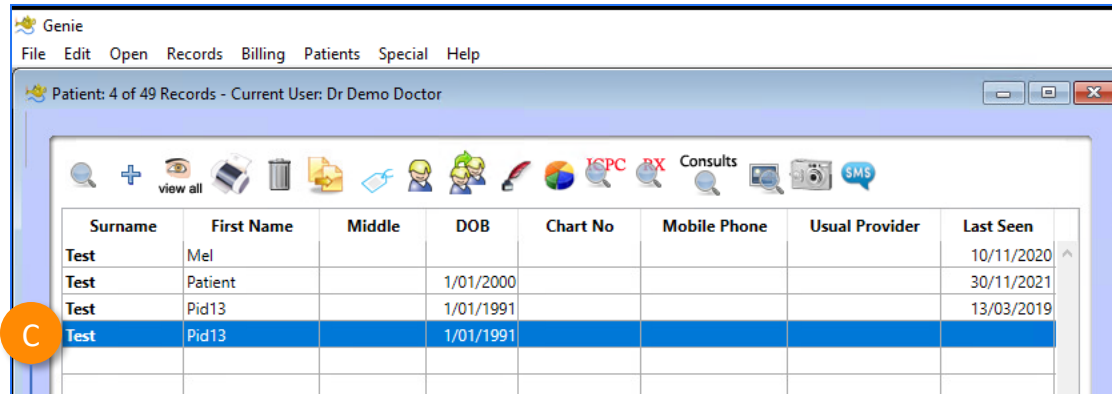 Genie
File Edit Open Records Billing Patients Special Help
Patient: 4 of 49 Records - Current User: Dr Demo Doctor
view all ICPC RX Consults SMS
Surname First Name Middle DOB Chart No Mobile Phone Usual Provider Last Seen
Test Mel 10/11/2020
Test Patient 1/01/2000 30/11/2021
Test Pid13 1/01/1991 13/03/2019
C Test Pid13 1/01/1991